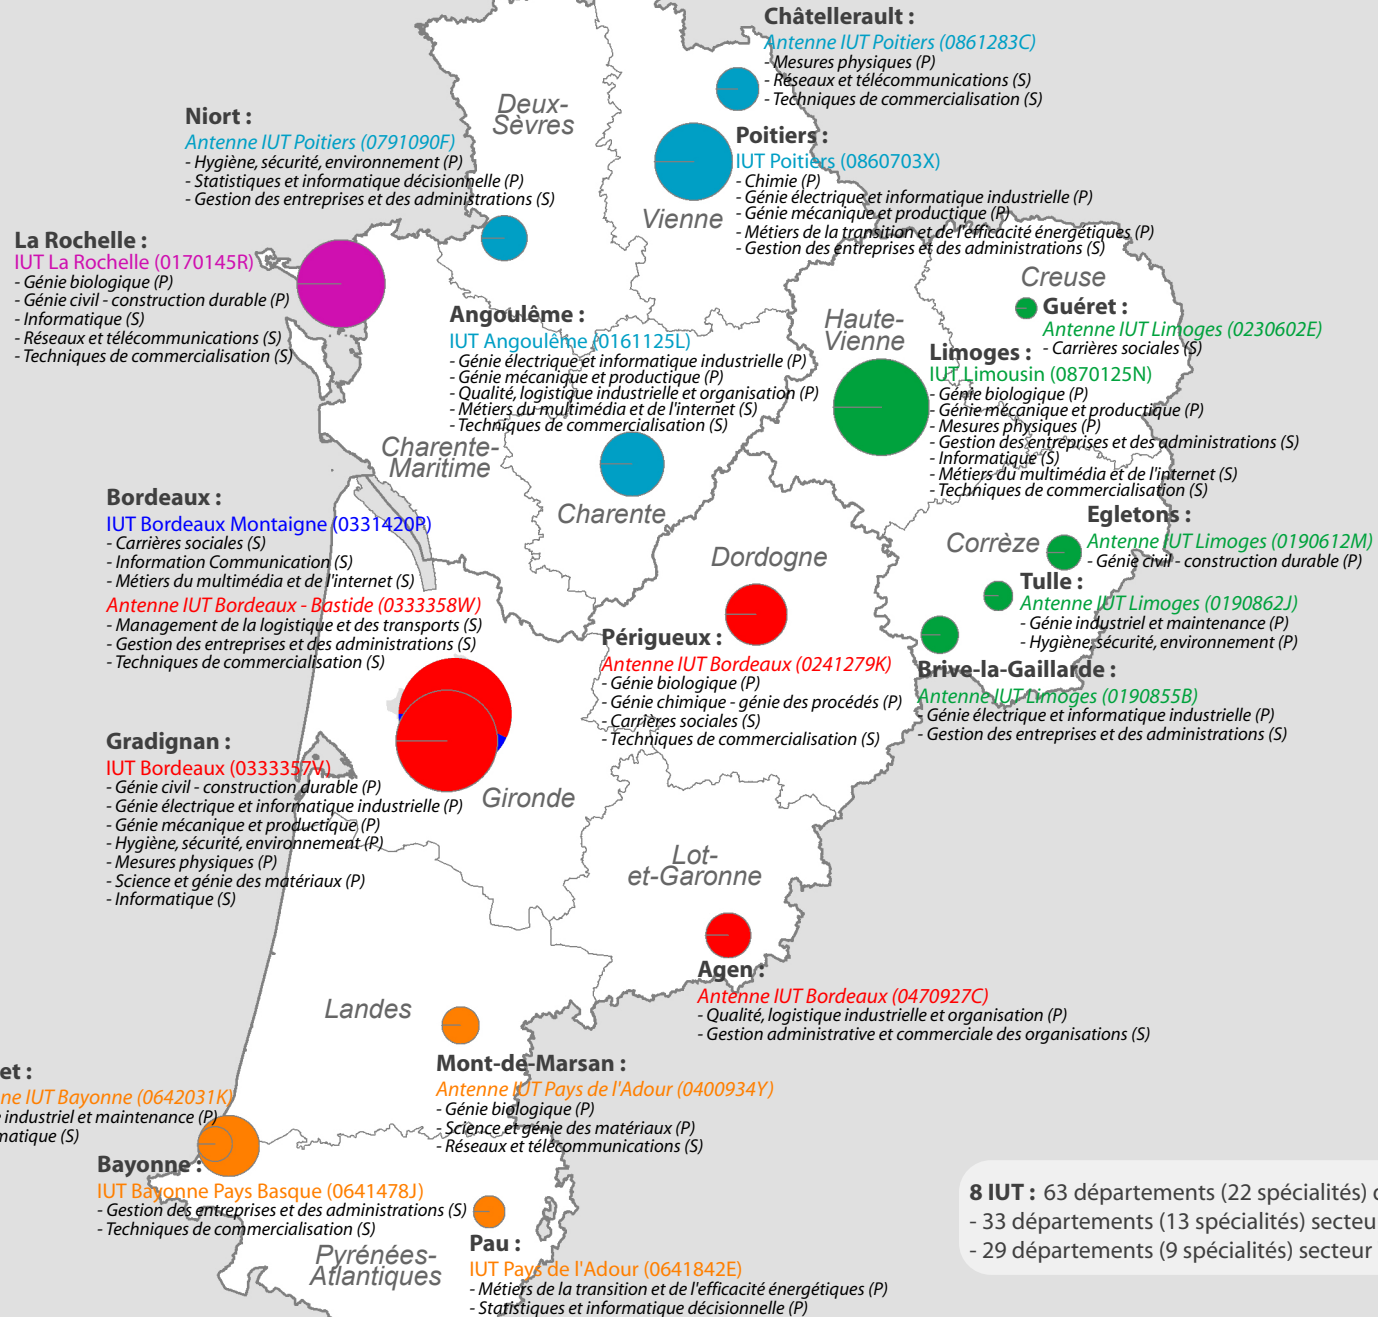 Châtellerault :
Antenne IUT Poitiers (0861283C)
- Mesures physiques (P)
- Réseaux et télécommunications (S)
- Techniques de commercialisation (S)
Deux-
Sèvres
Niort :
Antenne IUT Poitiers (0791090F)
- Hygiène, sécurité, environnement (P)
- Statistiques et informatique décisionnelle (P)
- Gestion des entreprises et des administrations (S)
Poitiers :
IUT Poitiers (0860703X)
- Chimie (P)
- Génie électrique et informatique industrielle (P)
- Génie mécanique et productique (P)
- Métiers de la transition et de l'efficacité énergétiques (P)
- Gestion des entreprises et des administrations (S)
Vienne
La Rochelle :
IUT La Rochelle (0170145R)
- Génie biologique (P)
- Génie civil - construction durable (P)
- Informatique (S)
- Réseaux et télécommunications (S)
- Techniques de commercialisation (S)
Creuse
Guéret :
Antenne IUT Limoges (0230602E)
- Carrières sociales (S)
Angoulême :
IUT Angoulême (0161125L)
- Génie électrique et informatique industrielle (P)
- Génie mécanique et productique (P)
- Qualité, logistique industrielle et organisation (P)
- Métiers du multimédia et de l'internet (S)
- Techniques de commercialisation (S)
Haute-
Vienne
Limoges :
IUT Limousin (0870125N)
- Génie biologique (P)
- Génie mécanique et productique (P)
- Mesures physiques (P)
- Gestion des entreprises et des administrations (S)
- Informatique (S)
- Métiers du multimédia et de l'internet (S)
- Techniques de commercialisation (S)
Charente-
Maritime
Charente
Bordeaux :
IUT Bordeaux Montaigne (0331420P)
- Carrières sociales (S)
- Information Communication (S)
- Métiers du multimédia et de l'internet (S)
Antenne IUT Bordeaux - Bastide (0333358W)
- Management de la logistique et des transports (S)
- Gestion des entreprises et des administrations (S)
- Techniques de commercialisation (S)
Dordogne
Corrèze
Egletons :
Antenne IUT Limoges (0190612M)
- Génie civil - construction durable (P)
Tulle :
Antenne IUT Limoges (0190862J)
- Génie industriel et maintenance (P)
- Hygiène, sécurité, environnement (P)
Périgueux :
Antenne IUT Bordeaux (0241279K)
- Génie biologique (P)
- Génie chimique - génie des procédés (P)
- Carrières sociales (S)
- Techniques de commercialisation (S)
Brive-la-Gaillarde :
Antenne IUT Limoges (0190855B)
- Génie électrique et informatique industrielle (P)
- Gestion des entreprises et des administrations (S)
Gradignan :
IUT Bordeaux (0333357V)
- Génie civil - construction durable (P)
- Génie électrique et informatique industrielle (P)
- Génie mécanique et productique (P)
- Hygiène, sécurité, environnement (P)
- Mesures physiques (P)
- Science et génie des matériaux (P)
- Informatique (S)
Gironde
Lot-
et-Garonne
Agen :
Antenne IUT Bordeaux (0470927C)
- Qualité, logistique industrielle et organisation (P)
- Gestion administrative et commerciale des organisations (S)
Landes
Mont-de-Marsan :
Antenne IUT Pays de l'Adour (0400934Y)
- Génie biologique (P)
- Science et génie des matériaux (P)
- Réseaux et télécommunications (S)
et :
ne IUT Bayonne (0642031K)
e industriel et maintenance (P)
matique (S)
Bayonne :
IUT Bayonne Pays Basque (0641478J)
- Gestion des entreprises et des administrations (S)
- Techniques de commercialisation (S)
Pyrénées-
Atlantiques
Pau :
IUT Pays de l'Adour (0641842E)
- Métiers de la transition et de l'efficacité énergétiques (P)
- Statistiques et informatique décisionnelle (P)
8 IUT : 63 départements (22 spécialités) d
- 33 départements (13 spécialités) secteu
- 29 départements (9 spécialités) secteur